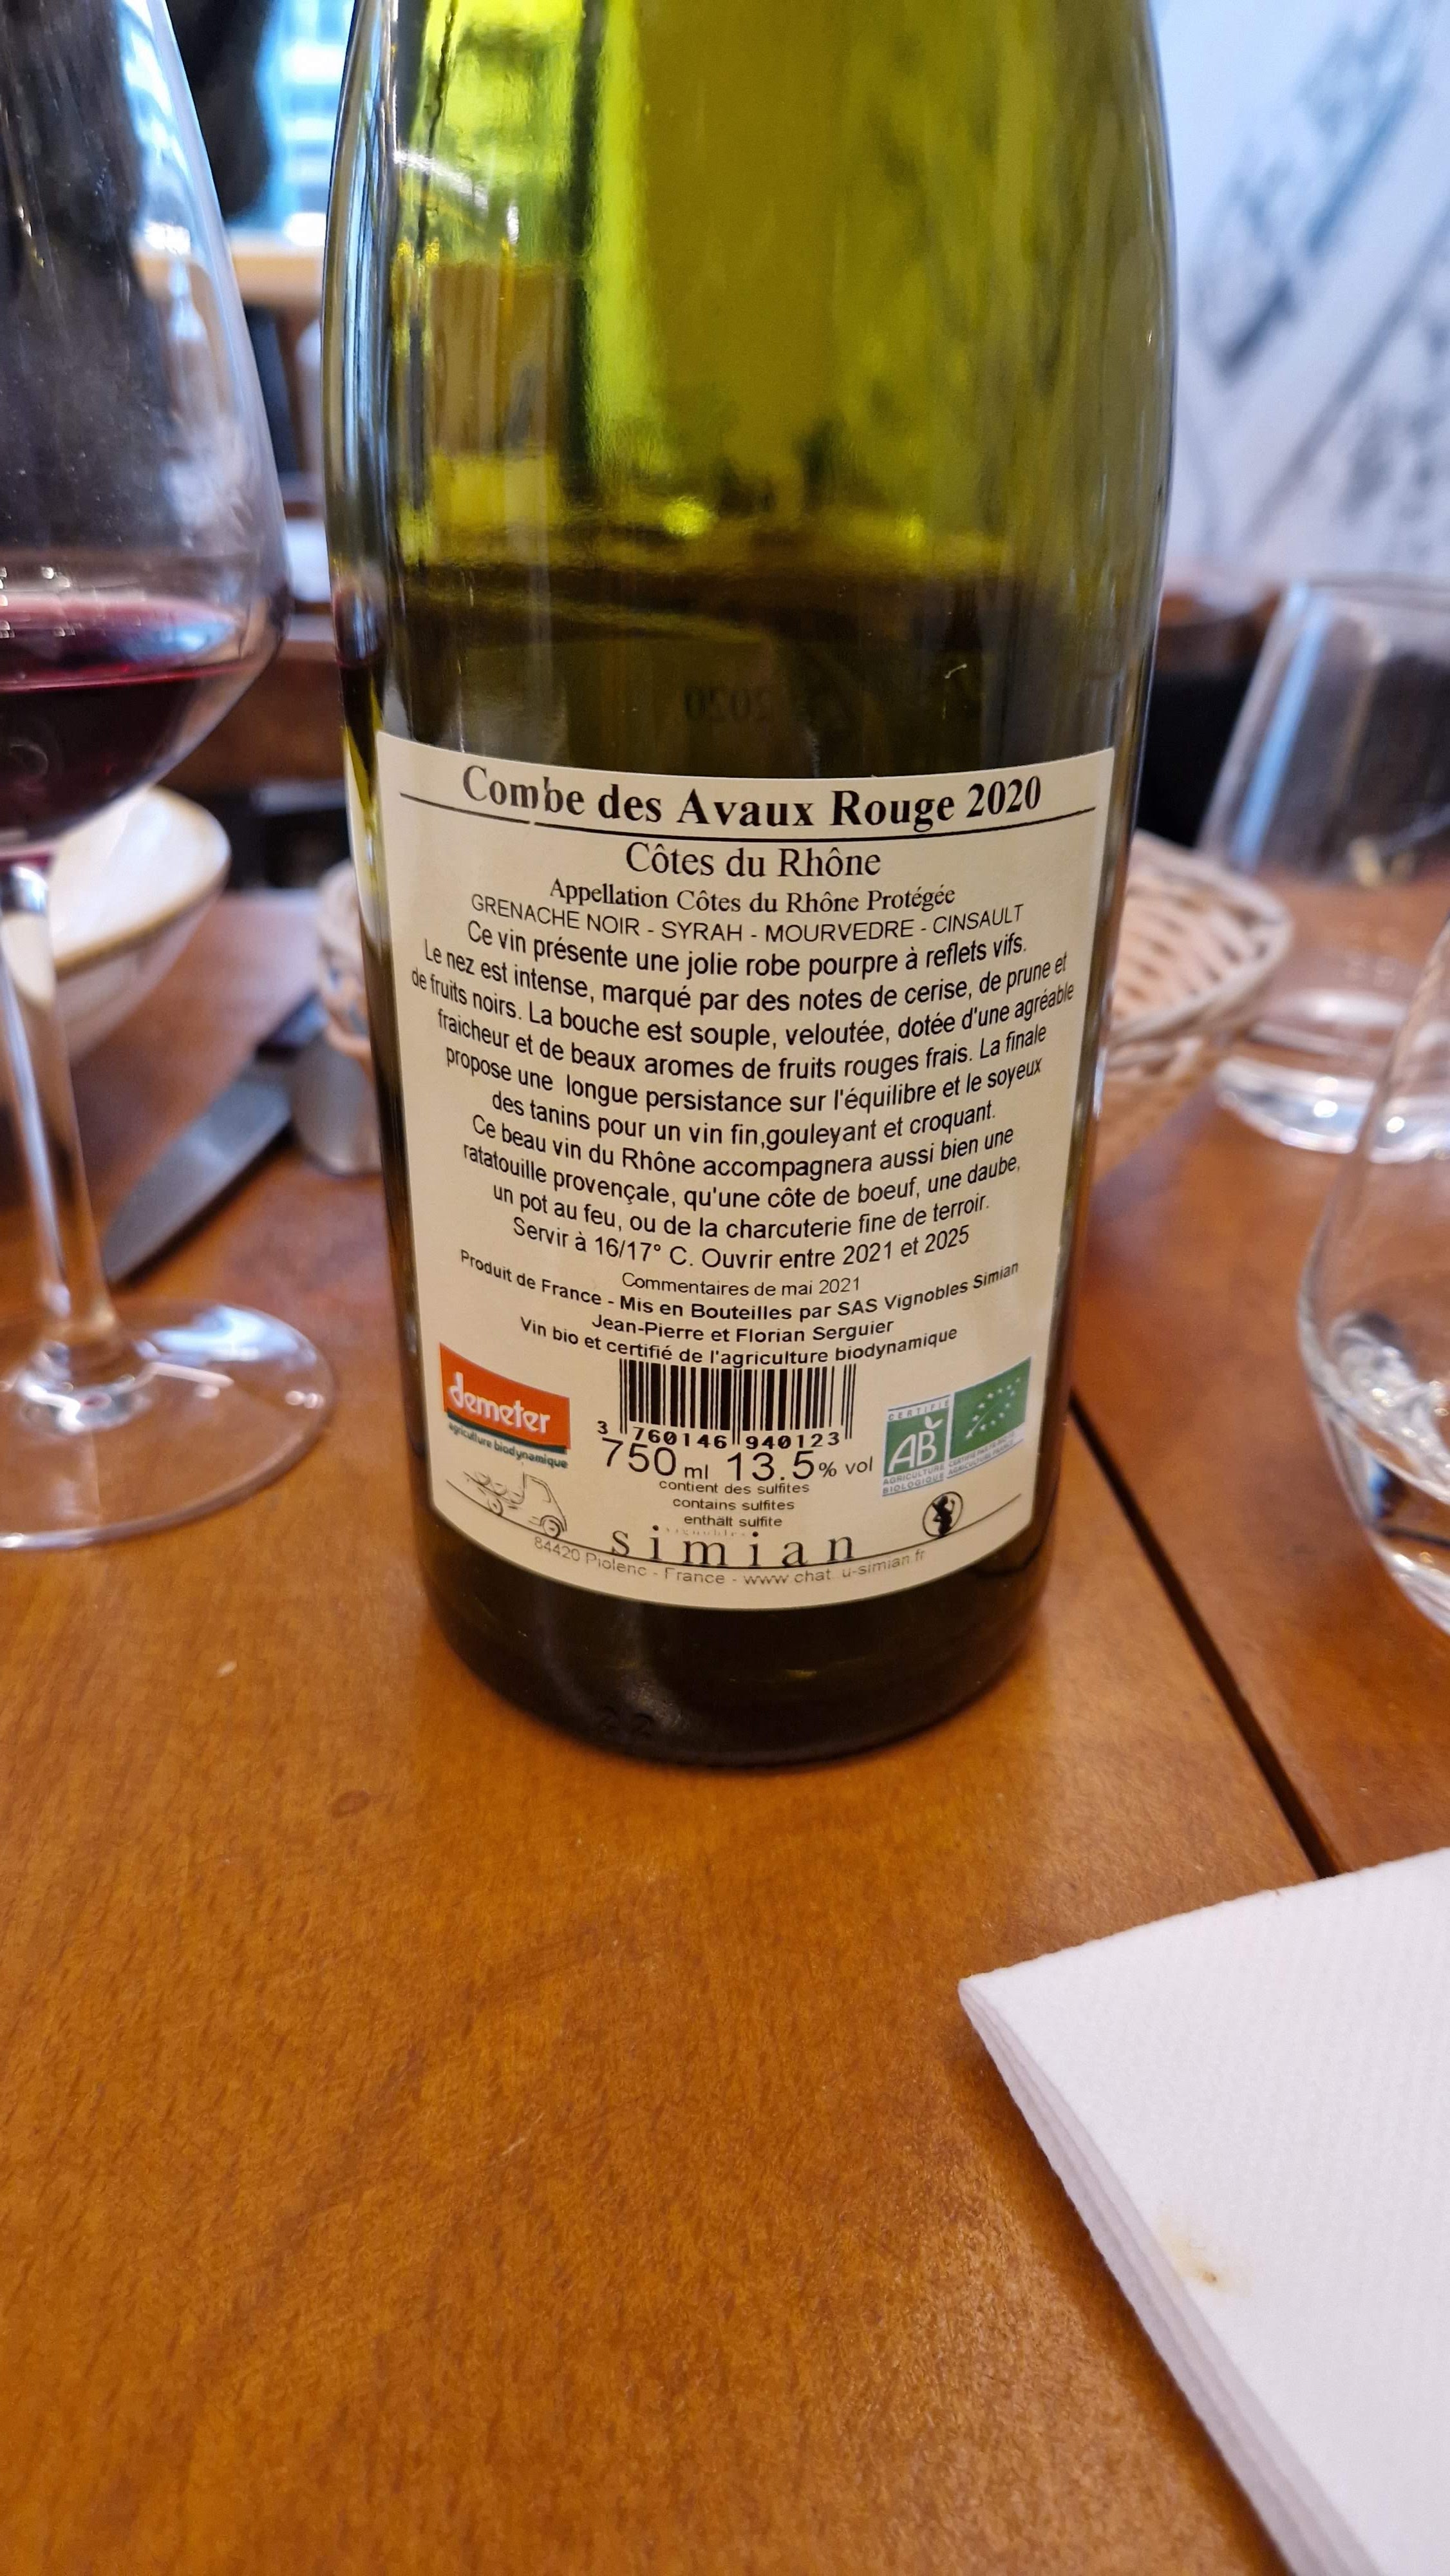 Combe des Avaux Rouge 2020
Côtes du Rhône
Appellation Côtes du Rhône Protégée
GRENACHE NOIR - SYRAH - MOURVEDRE - CINSAULT
Ce vin présente une jolie robe pourpre à reflets vifs.
Le nez est intense, marqué par des notes de cerise, de prune et
de fruits noirs. La bouche est souple, veloutée, dotée d'une agréable
fraicheur et de beaux aromes de fruits rouges frais. La finale
propose une longue persistance sur l'équilibre et le soyeux
des tanins pour un vin fin,gouleyant et croquant.
Ce beau vin du Rhône accompagnera aussi bien une
ratatouille provençale, qu'une côte de boeuf, une daube,
un pot au feu, ou de la charcuterie fine de terroir.
Servir à 16/17° C. Ouvrir entre 2021 et 2025
Commentaires de mai 2021
Produit de France - Mis en Bouteilles par SAS Vignobles Simian
Jean-Pierre et Florian Serguier
Vin bio et certifié de l'agriculture biodynamique
demeter
agriculture biodynamique
3 760146 940123
750 ml 13.5% vol
CERTIFIÉ
AB
AGRICULTURE
BIOLOGIQUE
contient des sulfites
contains sulfites
enthält sulfite
vignobles
simian
84420 Piolenc - France - www.chat u-simian.fr